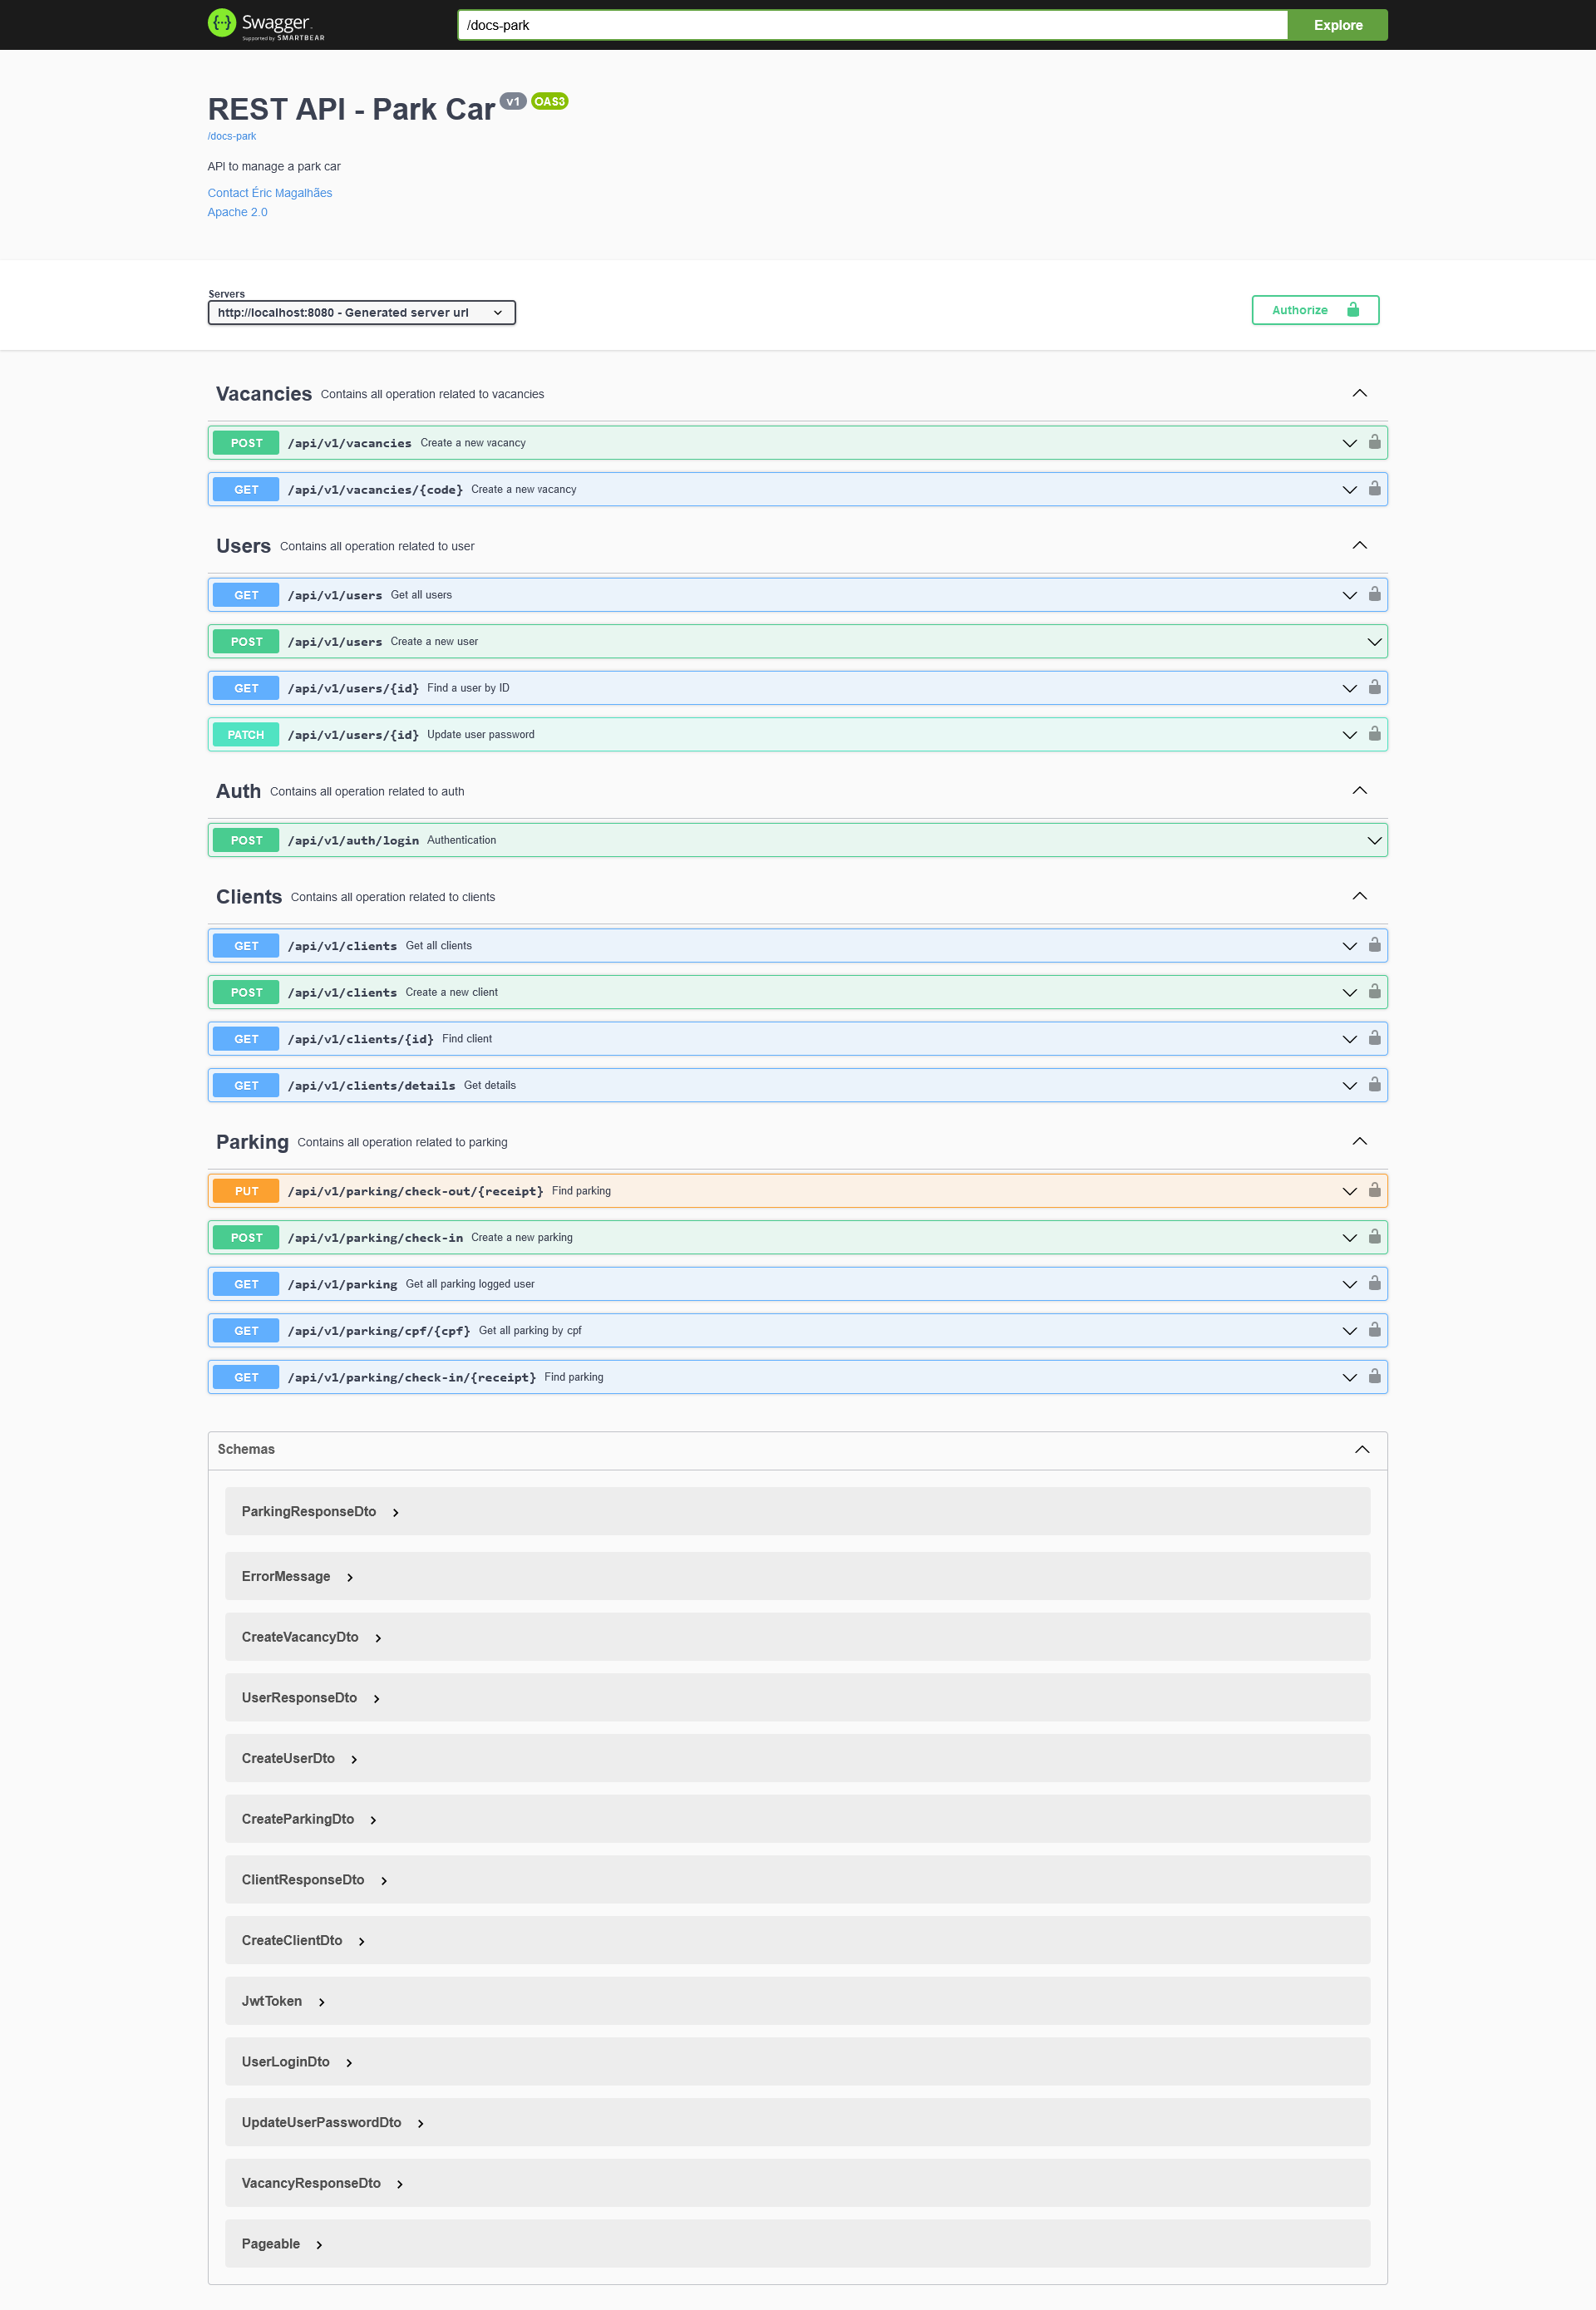 Swagger.
Supported by SMARTBEAR
/docs-park
Explore
REST API - Park Car v1 OAS3
/docs-park
API to manage a park car
Contact Éric Magalhães
Apache 2.0
Servers
http://localhost:8080 - Generated server url
Authorize
Vacancies Contains all operation related to vacancies
POST /api/v1/vacancies Create a new vacancy
GET /api/v1/vacancies/{code} Create a new vacancy
Users Contains all operation related to user
GET /api/v1/users Get all users
POST /api/v1/users Create a new user
GET /api/v1/users/{id} Find a user by ID
PATCH /api/v1/users/{id} Update user password
Auth Contains all operation related to auth
POST /api/v1/auth/login Authentication
Clients Contains all operation related to clients
GET /api/v1/clients Get all clients
POST /api/v1/clients Create a new client
GET /api/v1/clients/{id} Find client
GET /api/v1/clients/details Get details
Parking Contains all operation related to parking
PUT /api/v1/parking/check-out/{receipt} Find parking
POST /api/v1/parking/check-in Create a new parking
GET /api/v1/parking Get all parking logged user
GET /api/v1/parking/cpf/{cpf} Get all parking by cpf
GET /api/v1/parking/check-in/{receipt} Find parking
Schemas
ParkingResponseDto
ErrorMessage
CreateVacancyDto
UserResponseDto
CreateUserDto
CreateParkingDto
ClientResponseDto
CreateClientDto
JwtToken
UserLoginDto
UpdateUserPasswordDto
VacancyResponseDto
Pageable